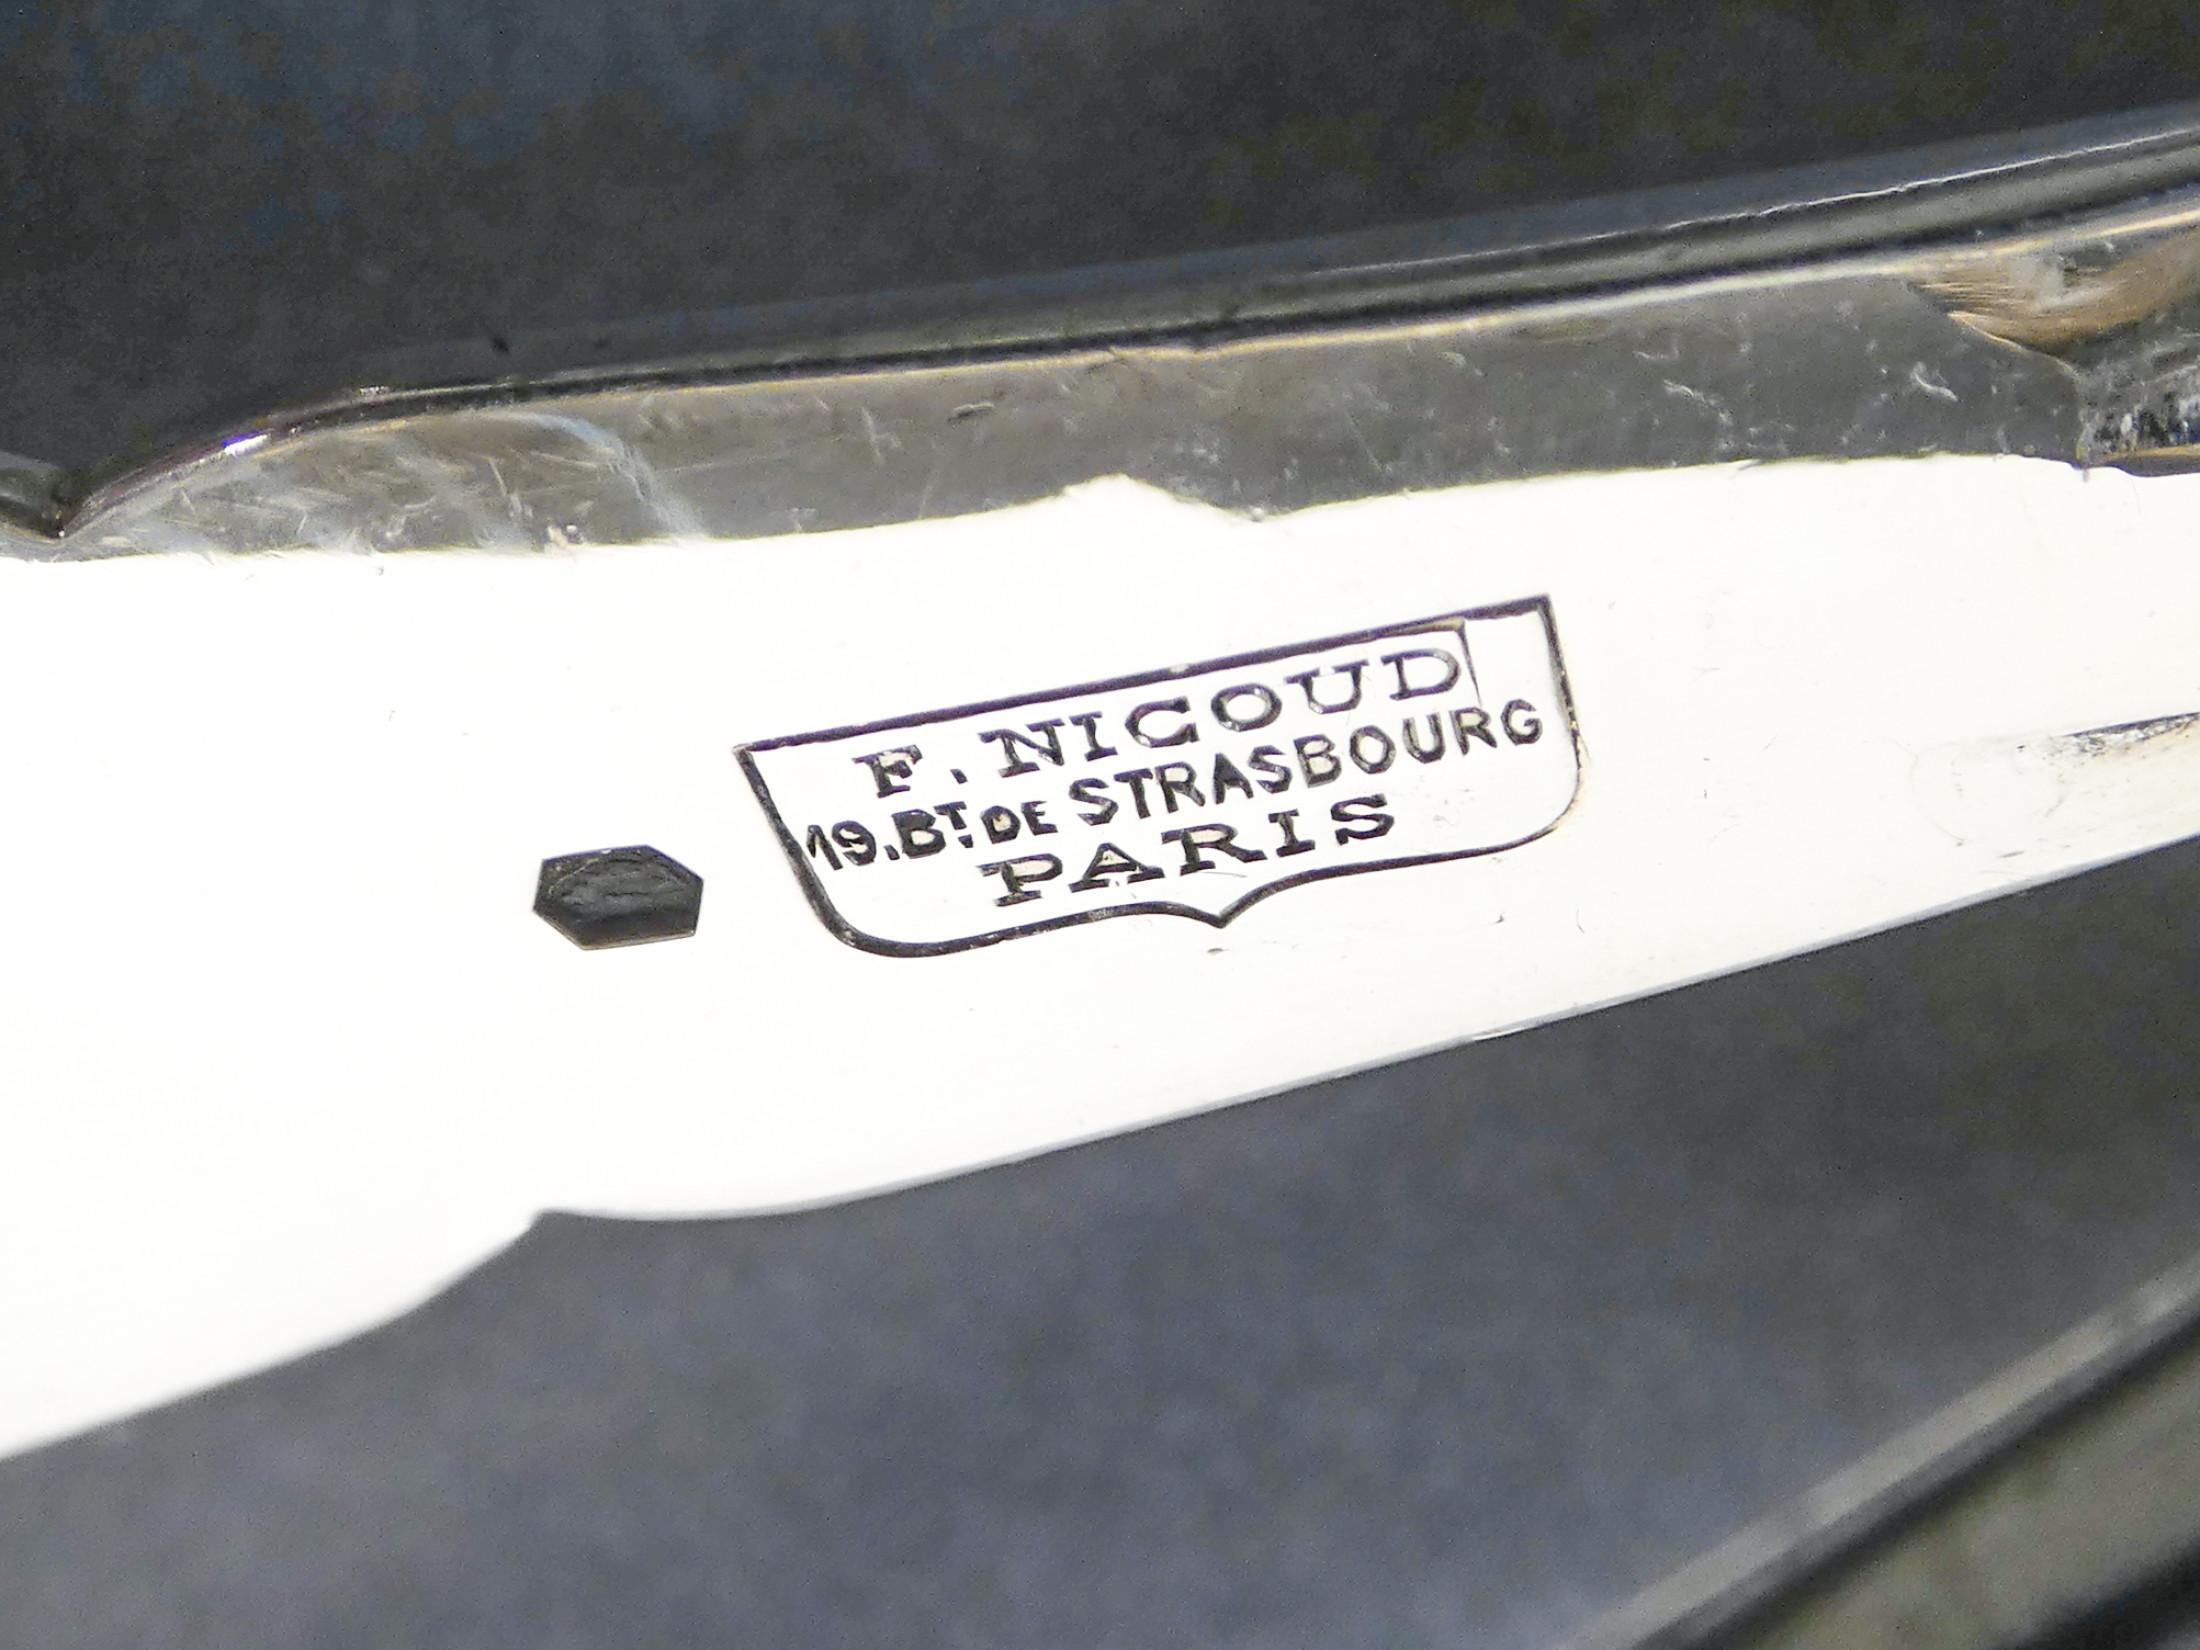 F. NICOUD
19. BT. DE STRASBOURG
PARIS